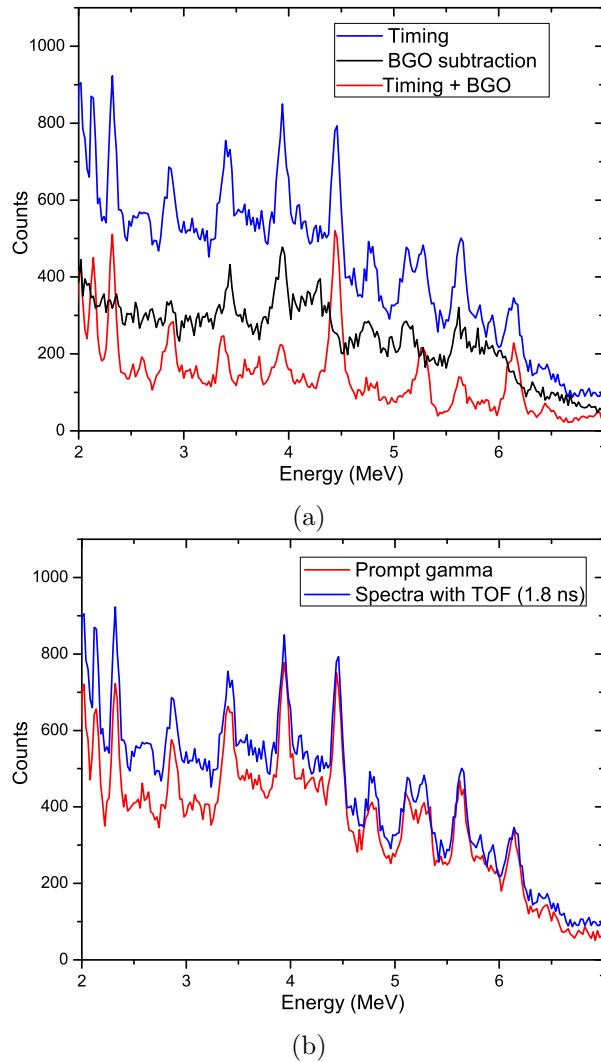 1000
800
600
400
200
0
Counts
Timing
BGO subtraction
Timing + BGO
2
3
4
5
6
Energy (MeV)
(a)
1000
800
600
400
200
0
Counts
Prompt gamma
Spectra with TOF (1.8 ns)
2
3
4
5
6
7
Energy (MeV)
(b)